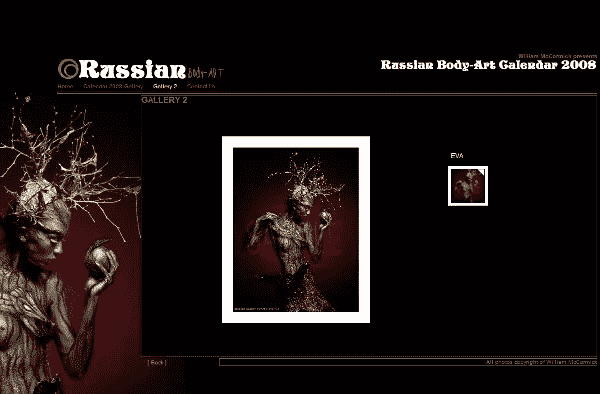 William McCormick presents
© Russian Body-Art
Russian Body-Art Calendar 2008
Home Calendar 2008 Gallery Gallery 2 Contact Us
GALLERY 2
EVA
[ Back ]
All photos copyright of William McCormick